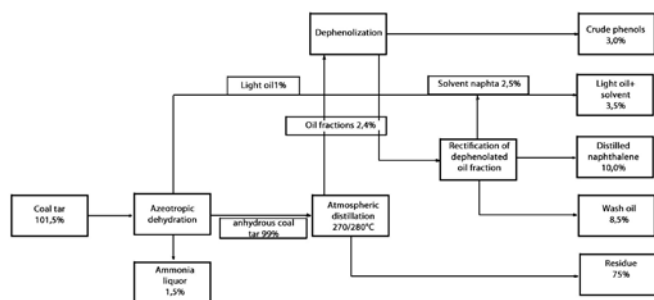 Dephenolization
Crude phenols
3,0%
Light oil1%
Solvent naphta 2,5%
Light oil+
solvent
3,5%
Oil fractions 2,4%
Rectification of
dephenolated
oil fraction
Distilled
naphthalene
10,0%
Coal tar
101,5%
Azeotropic
dehydration
anhydrous coal
tar 99%
Atmospheric
distillation
270/280°C
Wash oil
8,5%
Ammonia
liquor
1,5%
Residue
75%